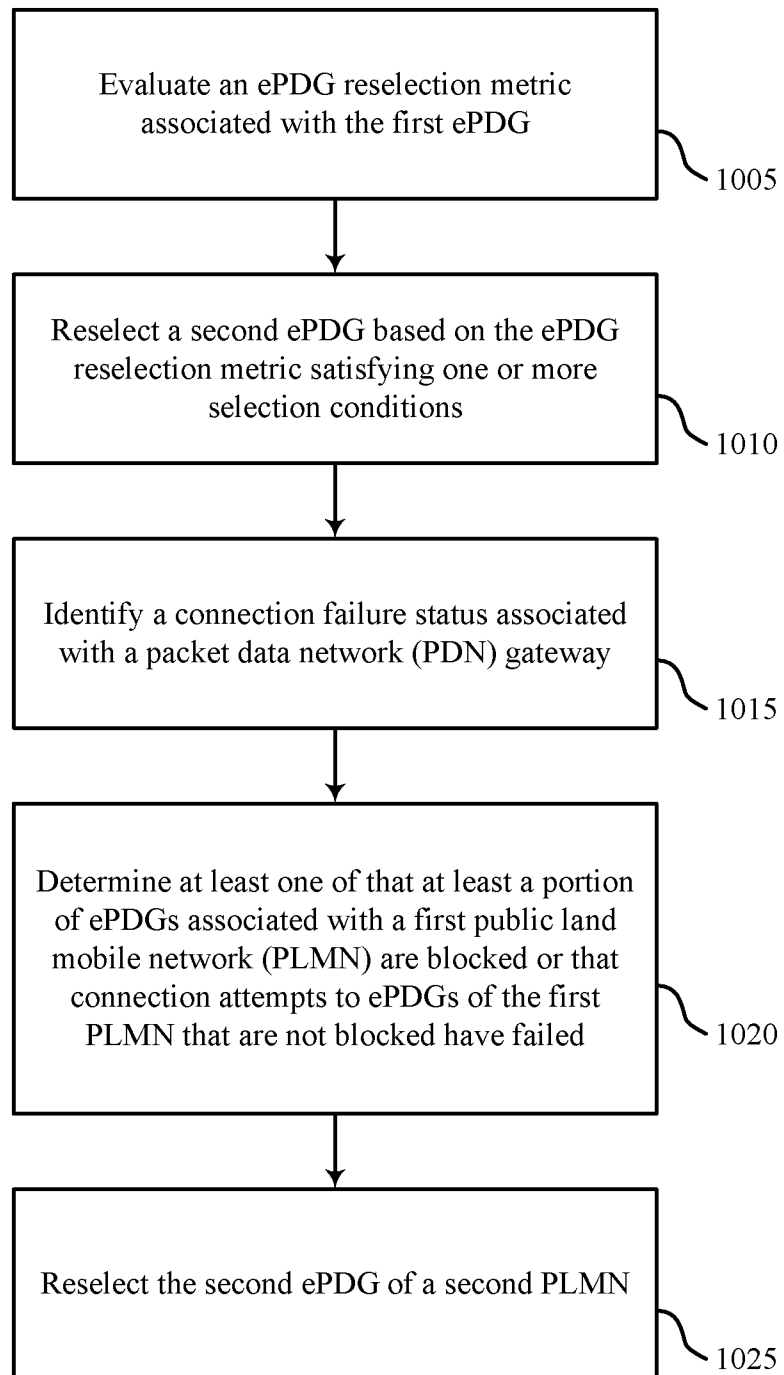 Evaluate an ePDG reselection metric
associated with the first ePDG
1005
Reselect a second ePDG based on the ePDG
reselection metric satisfying one or more
selection conditions
1010
Identify a connection failure status associated
with a packet data network (PDN) gateway
1015
Determine at least one of that at least a portion
of ePDGs associated with a first public land
mobile network (PLMN) are blocked or that
connection attempts to ePDGs of the first
PLMN that are not blocked have failed
1020
Reselect the second ePDG of a second PLMN
1025